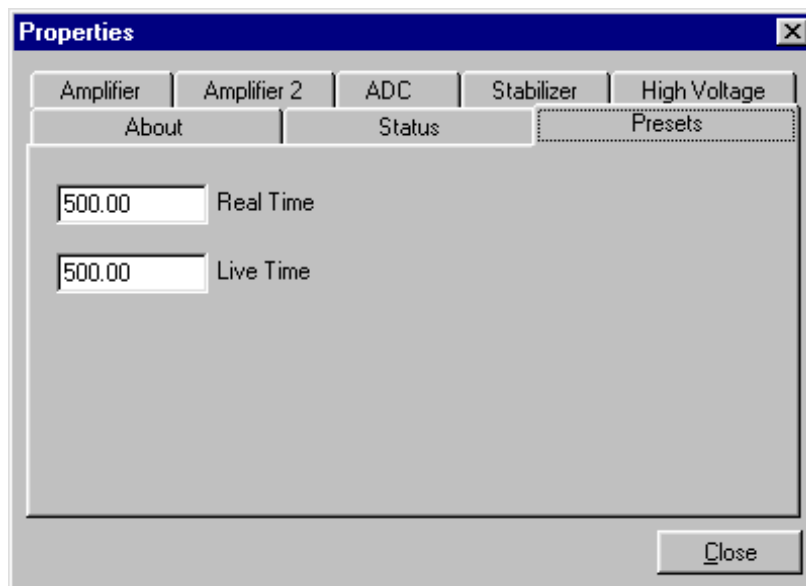 Properties
Amplifier Amplifier 2 ADC Stabilizer High Voltage
About Status Presets
500.00 Real Time
500.00 Live Time
Close